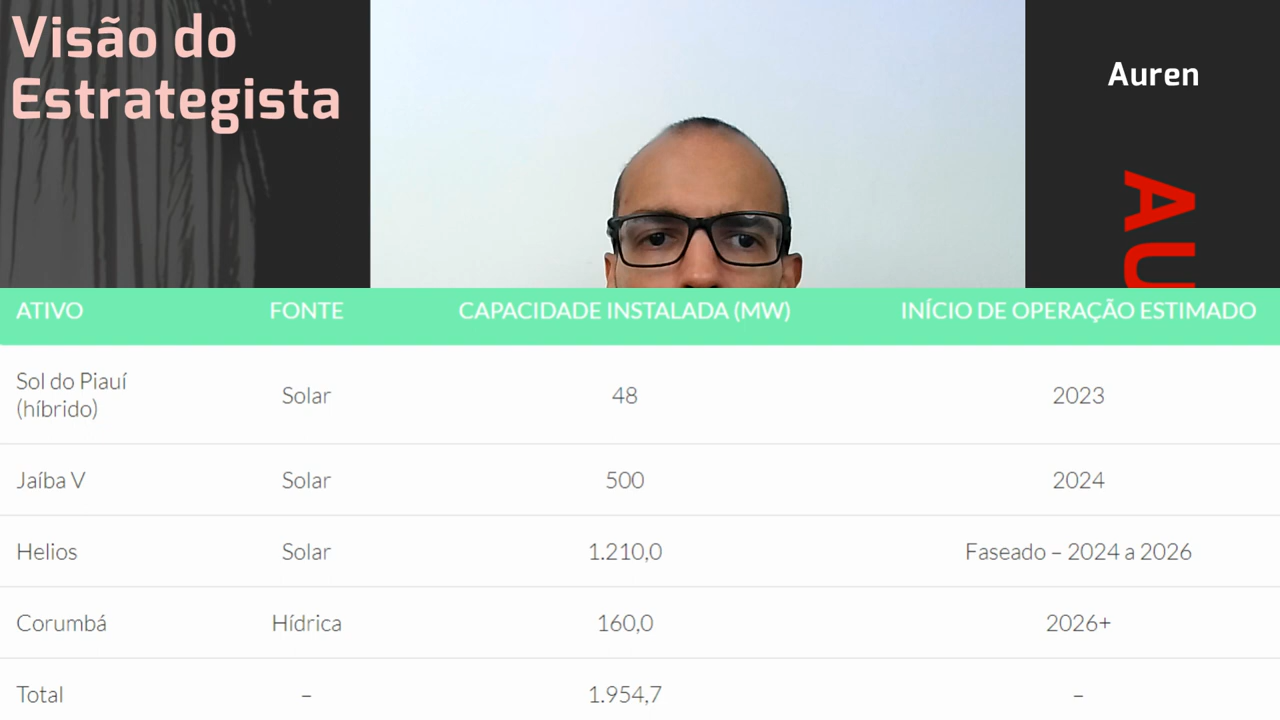 Visão do
Estrategista
Auren
AU
ATIVO FONTE CAPACIDADE INSTALADA (MW) INÍCIO DE OPERAÇÃO ESTIMADO
Sol do Piauí
(híbrido) Solar 48 2023
Jaíba V Solar 500 2024
Helios Solar 1.210,0 Faseado – 2024 a 2026
Corumbá Hídrica 160,0 2026+
Total – 1.954,7 –